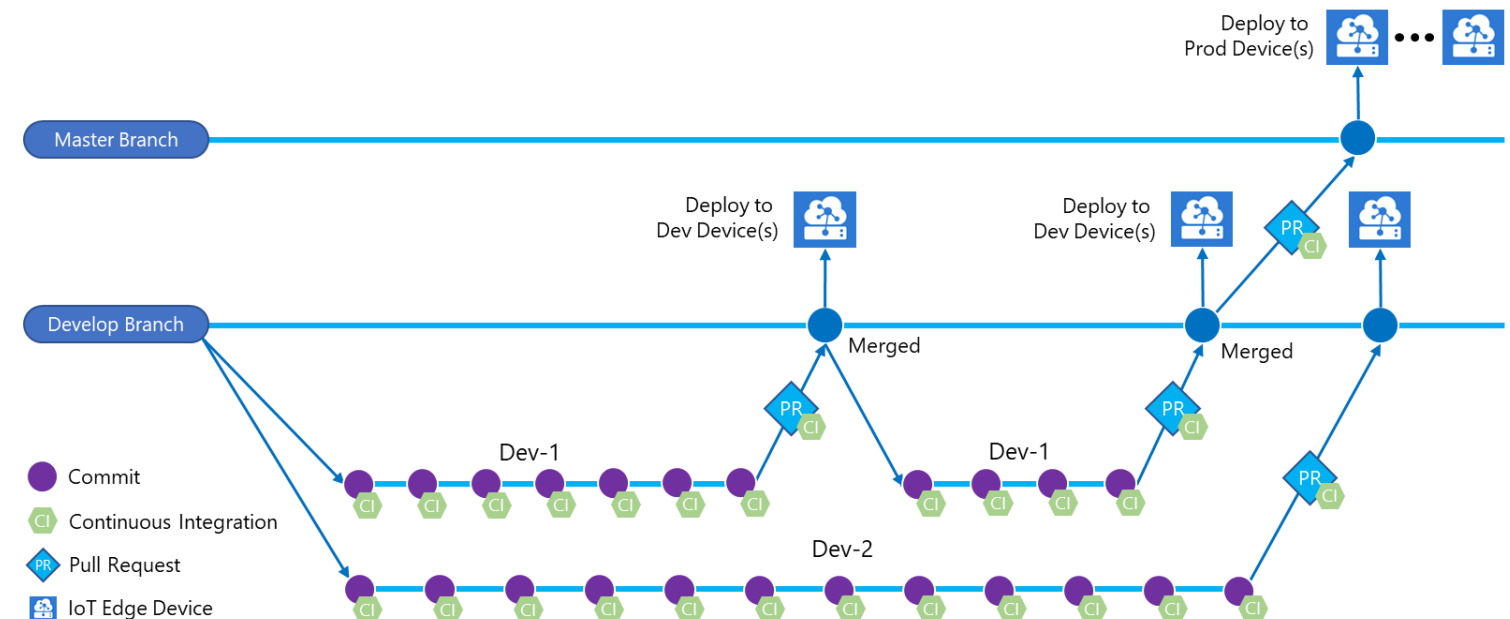 Deploy to
Prod Device(s)
Master Branch
Deploy to
Dev Device(s)
Deploy to
Dev Device(s)
PR
CI
Develop Branch
Merged
Merged
PR
CI
PR
CI
Dev-1
Dev-1
PR
CI
Commit
CI CI CI CI CI CI CI
CI CI CI CI
CI Continuous Integration
Dev-2
PR Pull Request
IoT Edge Device
CI CI CI CI CI CI CI CI CI CI CI CI